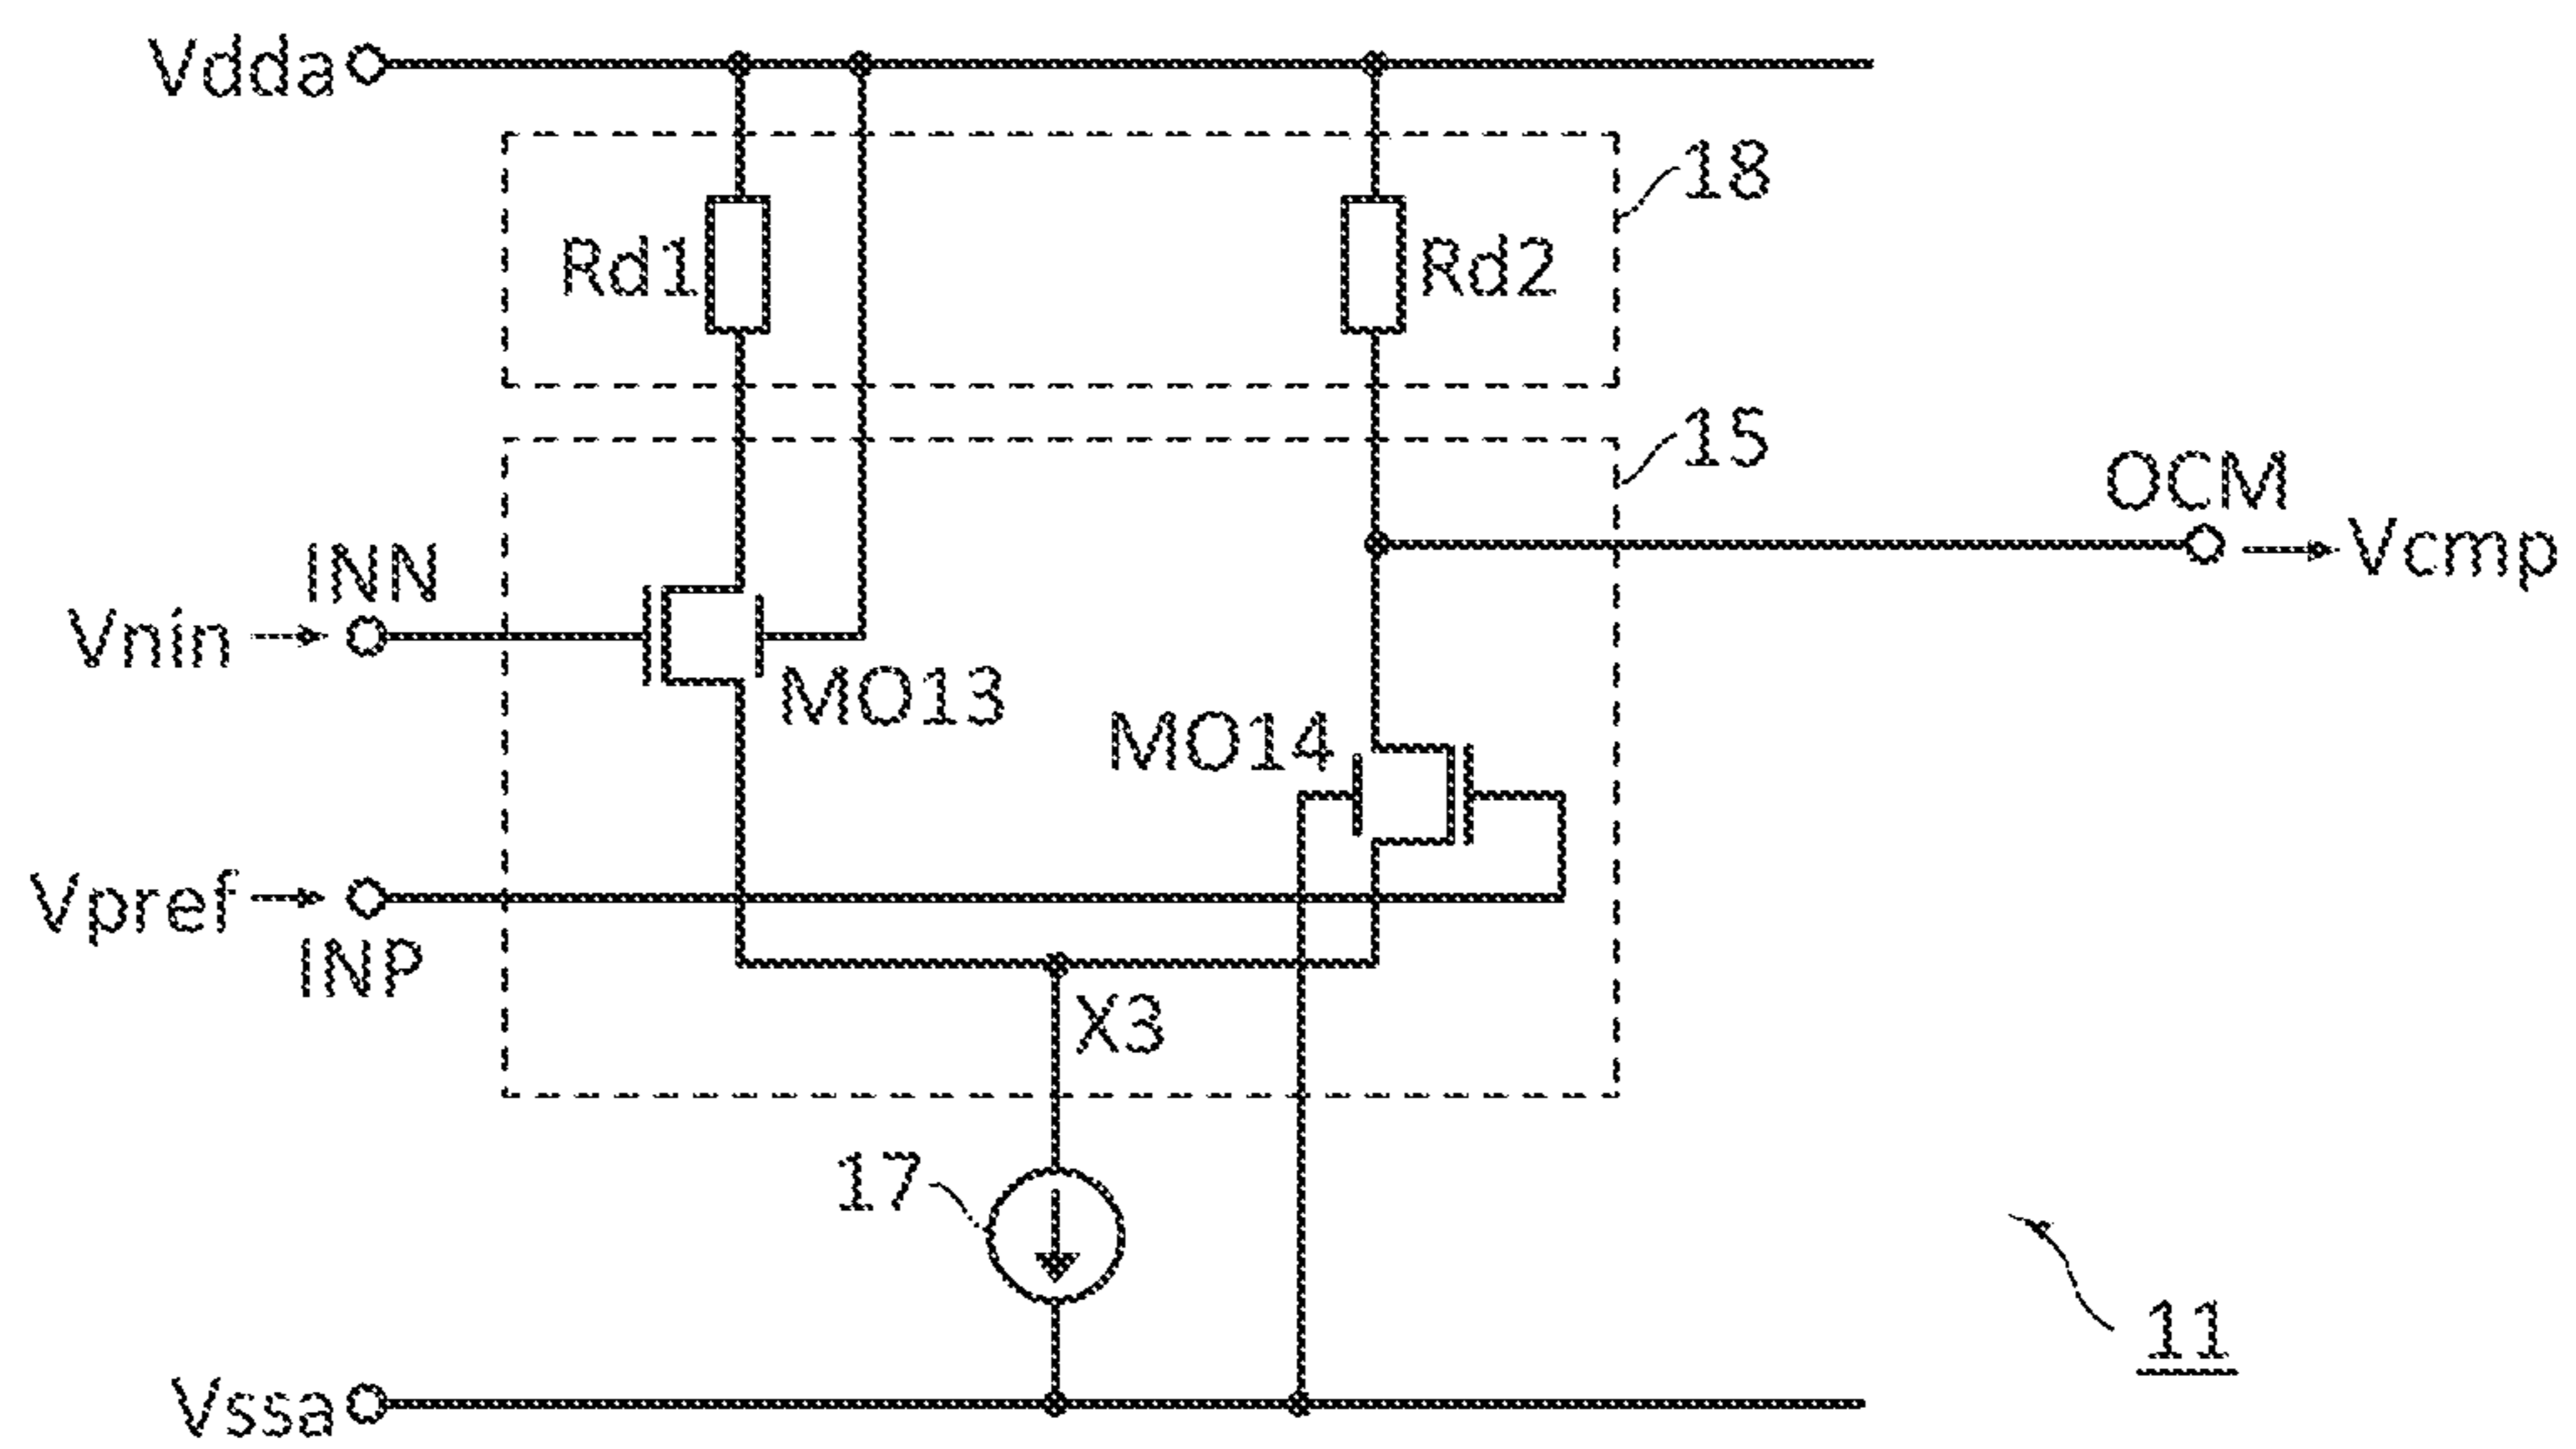 Vdda
18
Rd1
Rd2
15
OCM
Vcmp
INN
Vnin
MO13
MO14
Vpref
INP
X3
17
11
Vssa